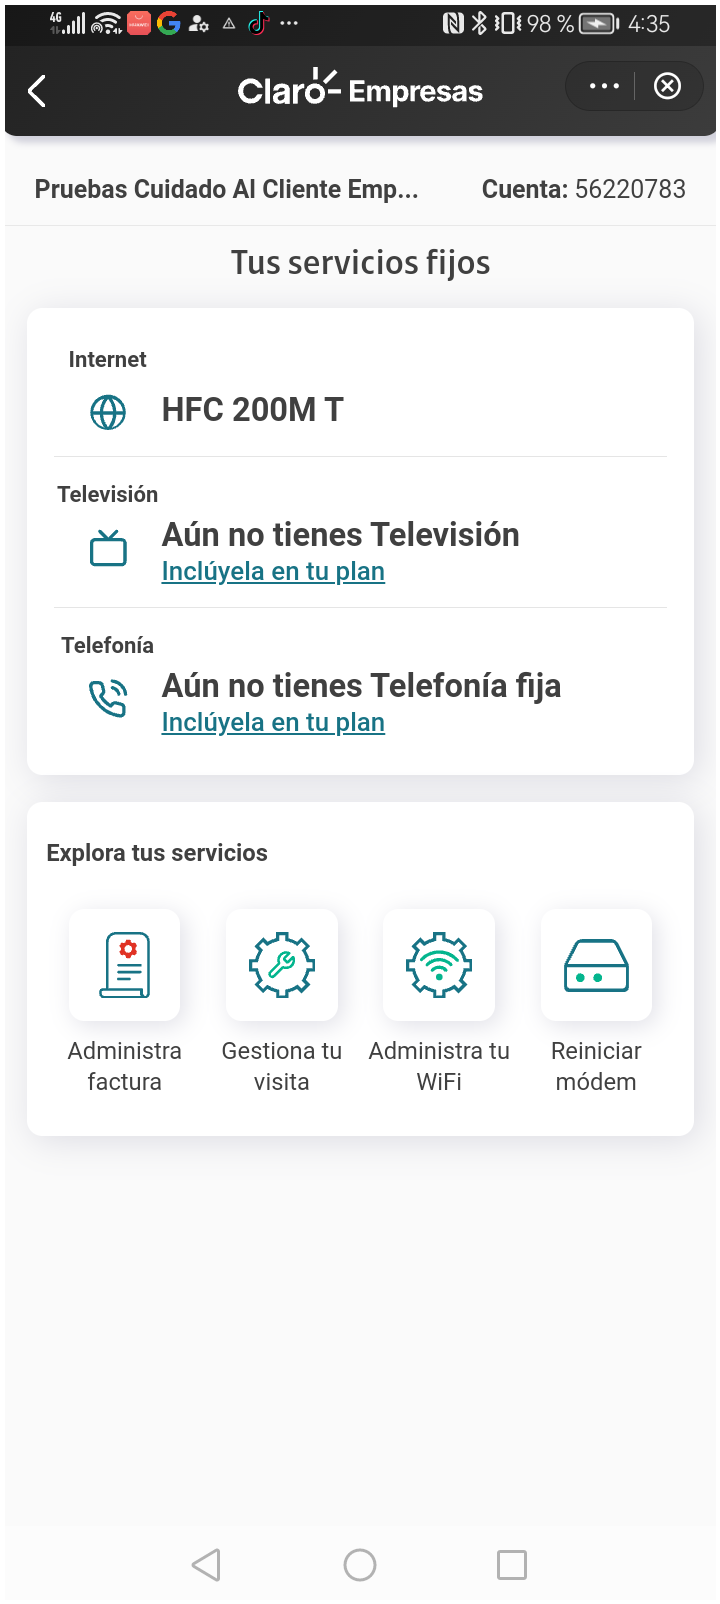 4G 98 % 4:35
Claro- Empresas
Pruebas Cuidado Al Cliente Emp... Cuenta: 56220783
Tus servicios fijos
Internet
HFC 200M T
Televisión
Aún no tienes Televisión
Inclúyela en tu plan
Telefonía
Aún no tienes Telefonía fija
Inclúyela en tu plan
Explora tus servicios
Administra factura
Gestiona tu visita
Administra tu WiFi
Reiniciar módem